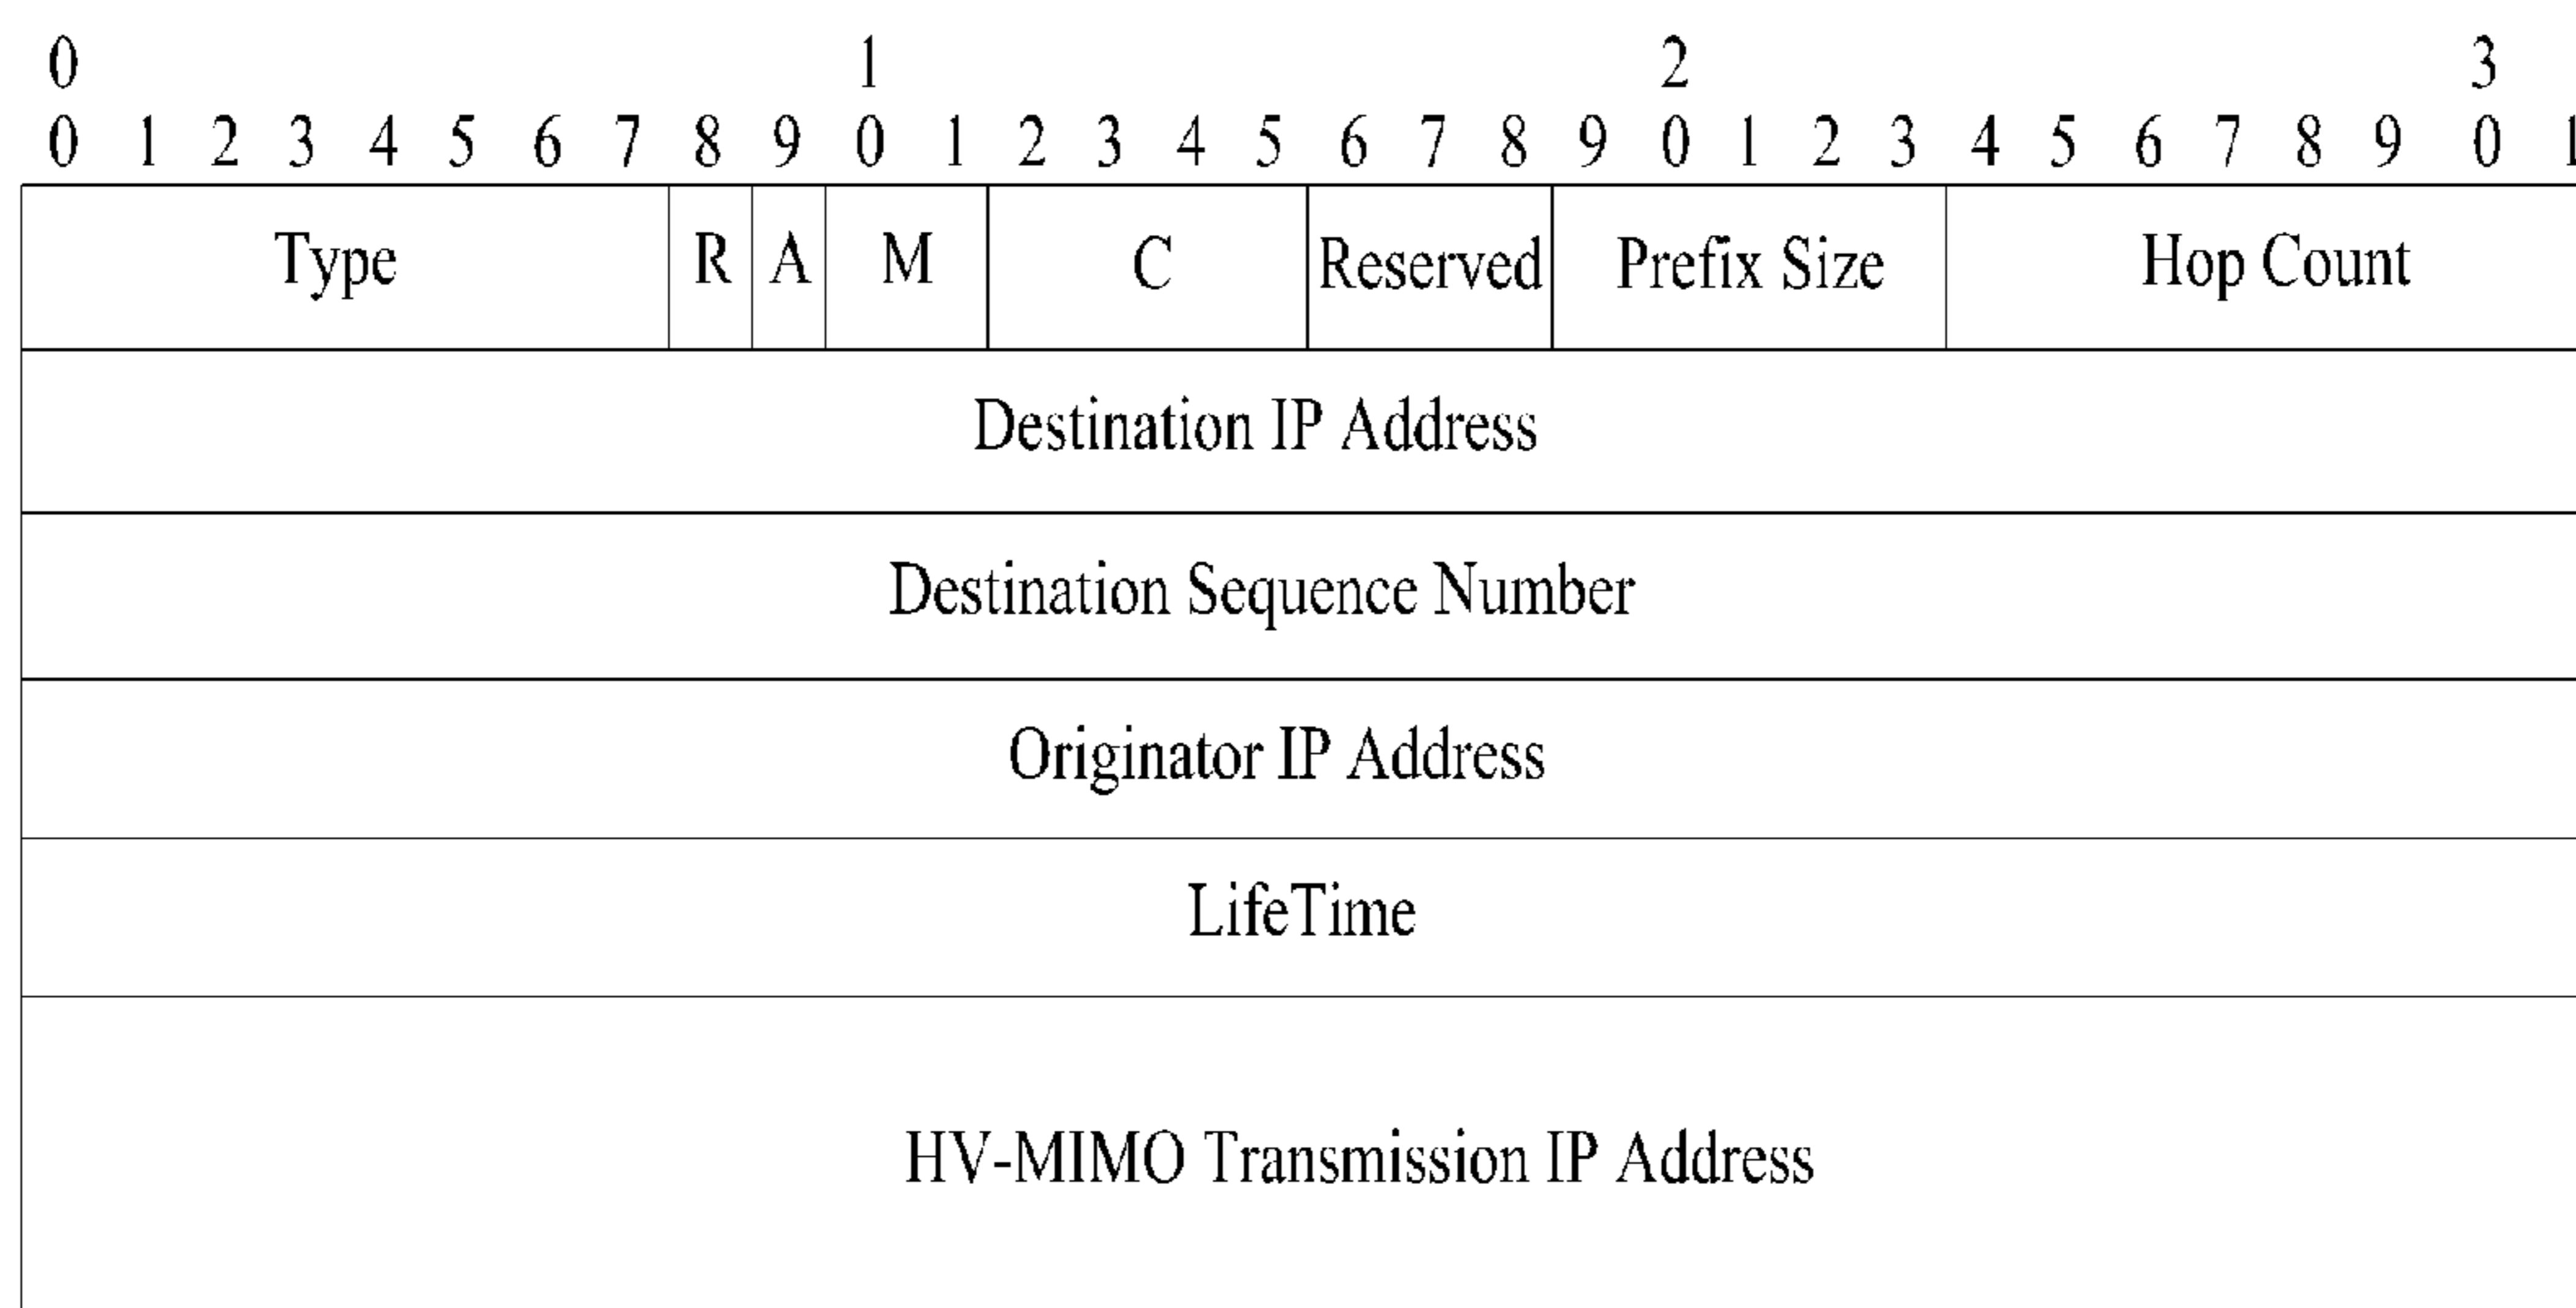 0 1 2 3
0 1 2 3 4 5 6 7 8 9 0 1 2 3 4 5 6 7 8 9 0 1 2 3 4 5 6 7 8 9 0 1
Type R A M C Reserved Prefix Size Hop Count
Destination IP Address
Destination Sequence Number
Originator IP Address
LifeTime
HV-MIMO Transmission IP Address